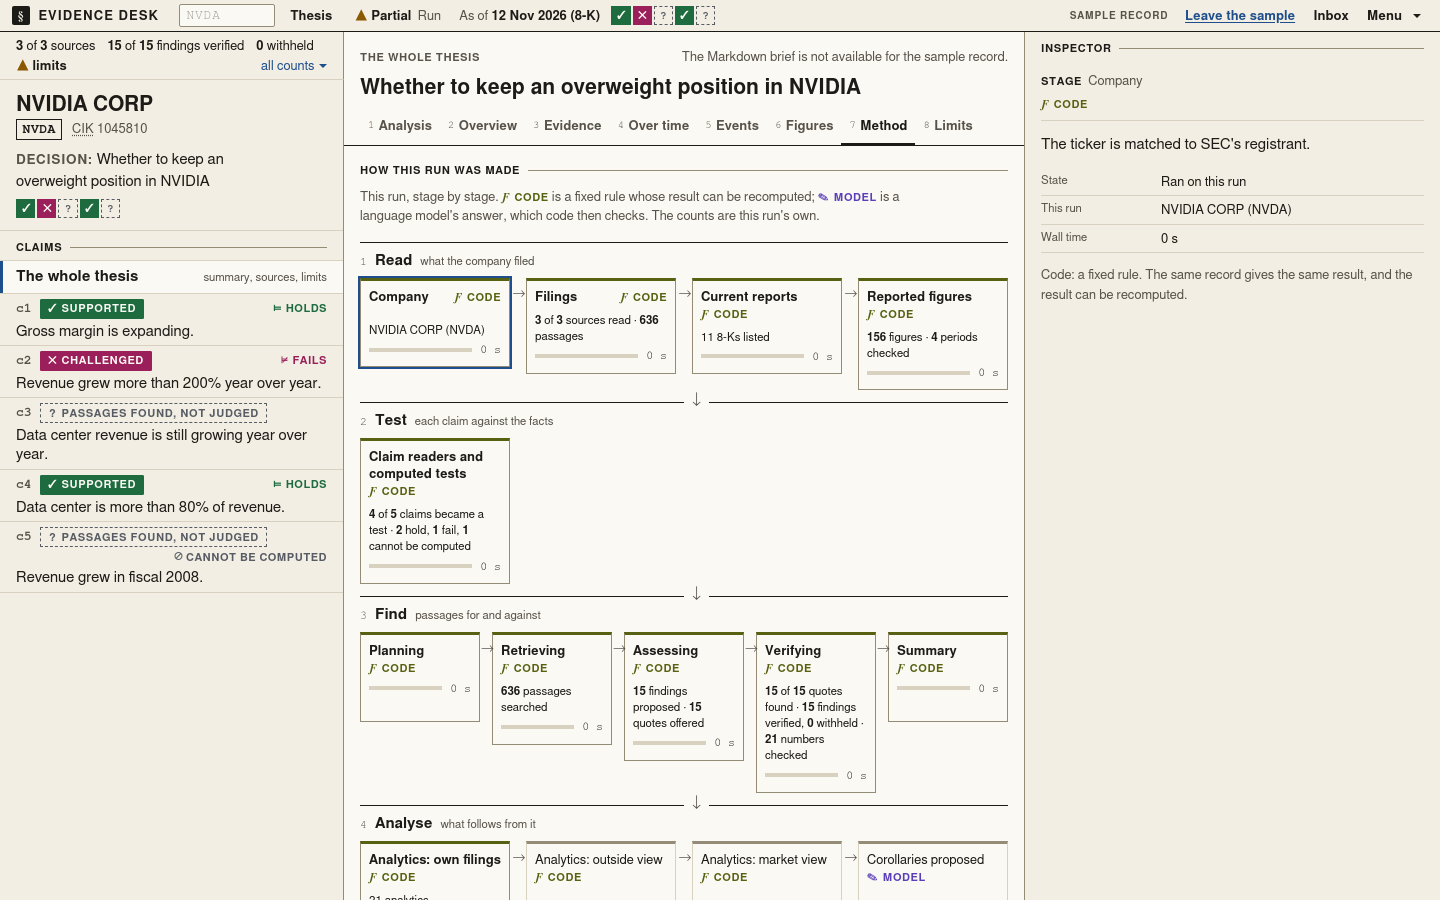 § EVIDENCE DESK NVDA Thesis Partial Run As of 12 Nov 2026 (8-K) ✓ ✕ ? ✓ ? SAMPLE RECORD Leave the sample Inbox Menu
3 of 3 sources 15 of 15 findings verified 0 withheld
limits all counts
NVIDIA CORP
NVDA CIK 1045810
DECISION: Whether to keep an
overweight position in NVIDIA
✓ ✕ ? ✓ ?
CLAIMS
The whole thesis summary, sources, limits
c1 ✓ SUPPORTED ⊨ HOLDS
Gross margin is expanding.
c2 ✕ CHALLENGED ⊭ FAILS
Revenue grew more than 200% year over year.
c3 ? PASSAGES FOUND, NOT JUDGED
Data center revenue is still growing year over
year.
c4 ✓ SUPPORTED ⊨ HOLDS
Data center is more than 80% of revenue.
c5 ? PASSAGES FOUND, NOT JUDGED
⊘ CANNOT BE COMPUTED
Revenue grew in fiscal 2008.
THE WHOLE THESIS The Markdown brief is not available for the sample record.
Whether to keep an overweight position in NVIDIA
1 Analysis 2 Overview 3 Evidence 4 Over time 5 Events 6 Figures 7 Method 8 Limits
HOW THIS RUN WAS MADE
This run, stage by stage. Ƒ CODE is a fixed rule whose result can be recomputed; ✎ MODEL is a
language model's answer, which code then checks. The counts are this run's own.
1 Read what the company filed
Company Ƒ CODE
NVIDIA CORP (NVDA)
0 s
→
Filings Ƒ CODE
3 of 3 sources read · 636
passages
0 s
→
Current reports
Ƒ CODE
11 8-Ks listed
0 s
→
Reported figures
Ƒ CODE
156 figures · 4 periods
checked
0 s
↓
2 Test each claim against the facts
Claim readers and
computed tests
Ƒ CODE
4 of 5 claims became a
test · 2 hold, 1 fail, 1
cannot be computed
0 s
↓
3 Find passages for and against
Planning
Ƒ CODE
0 s
→
Retrieving
Ƒ CODE
636 passages
searched
0 s
→
Assessing
Ƒ CODE
15 findings
proposed · 15
quotes offered
0 s
→
Verifying
Ƒ CODE
15 of 15 quotes
found · 15 findings
verified, 0 withheld ·
21 numbers
checked
0 s
→
Summary
Ƒ CODE
0 s
↓
4 Analyse what follows from it
Analytics: own filings
Ƒ CODE
21 analytics
→
Analytics: outside view
Ƒ CODE
→
Analytics: market view
Ƒ CODE
→
Corollaries proposed
✎ MODEL
INSPECTOR
STAGE Company
Ƒ CODE
The ticker is matched to SEC's registrant.
State Ran on this run
This run NVIDIA CORP (NVDA)
Wall time 0 s
Code: a fixed rule. The same record gives the same result, and the
result can be recomputed.